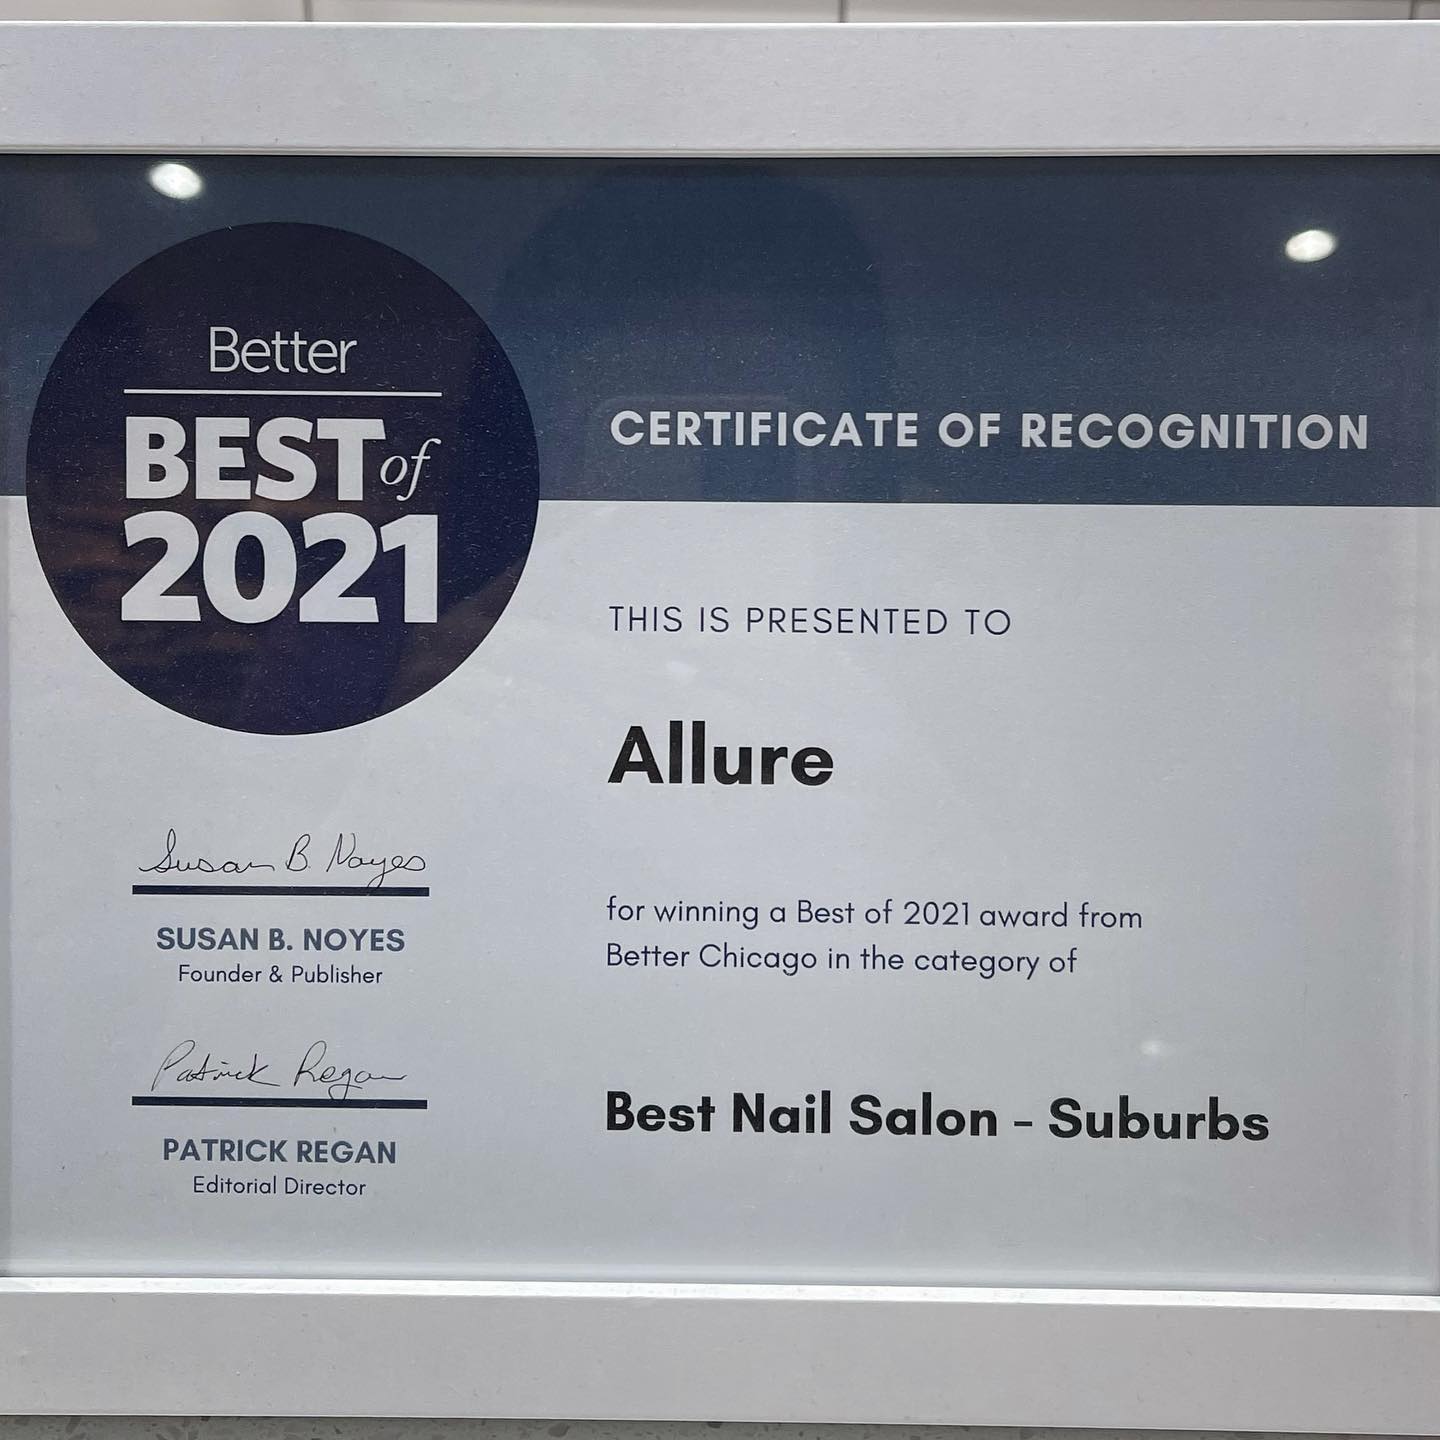 Better
BEST of
2021
CERTIFICATE OF RECOGNITION
THIS IS PRESENTED TO
Allure
for winning a Best of 2021 award from
Better Chicago in the category of
Best Nail Salon - Suburbs
Susan B. Noyes
SUSAN B. NOYES
Founder & Publisher
Patrick Regan
PATRICK REGAN
Editorial Director